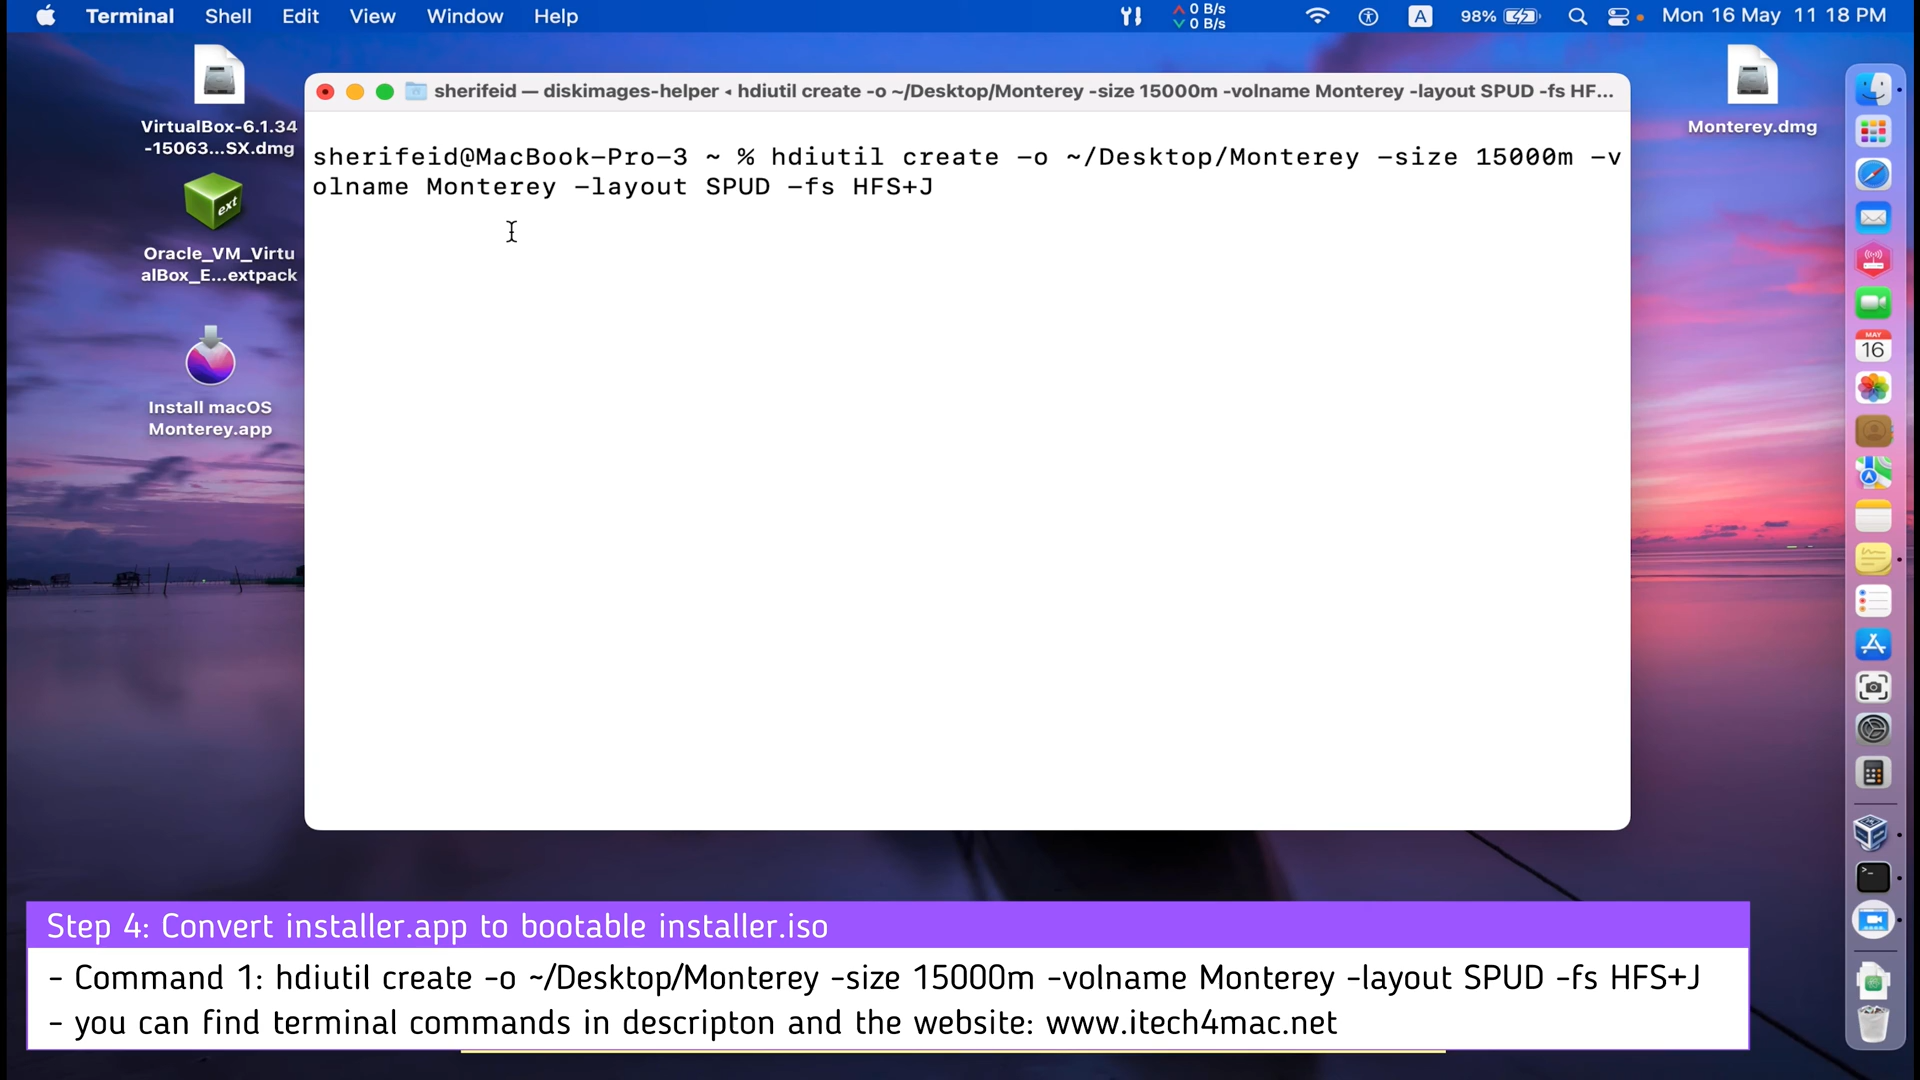 Terminal Shell Edit View Window Help
0 B/s
0 B/s
A
98%
Mon 16 May 11 18 PM
VirtualBox-6.1.34
-15063...SX.dmg
ext
Oracle_VM_Virtu
alBox_E...extpack
Install macOS
Monterey.app
Monterey.dmg
sherifeid — diskimages-helper ◂ hdiutil create -o ~/Desktop/Monterey -size 15000m -volname Monterey -layout SPUD -fs HF...
sherifeid@MacBook-Pro-3 ~ % hdiutil create -o ~/Desktop/Monterey -size 15000m -v
olname Monterey -layout SPUD -fs HFS+J
MAY
16
Step 4: Convert installer.app to bootable installer.iso
- Command 1: hdiutil create -o ~/Desktop/Monterey -size 15000m -volname Monterey -layout SPUD -fs HFS+J
- you can find terminal commands in descripton and the website: www.itech4mac.net